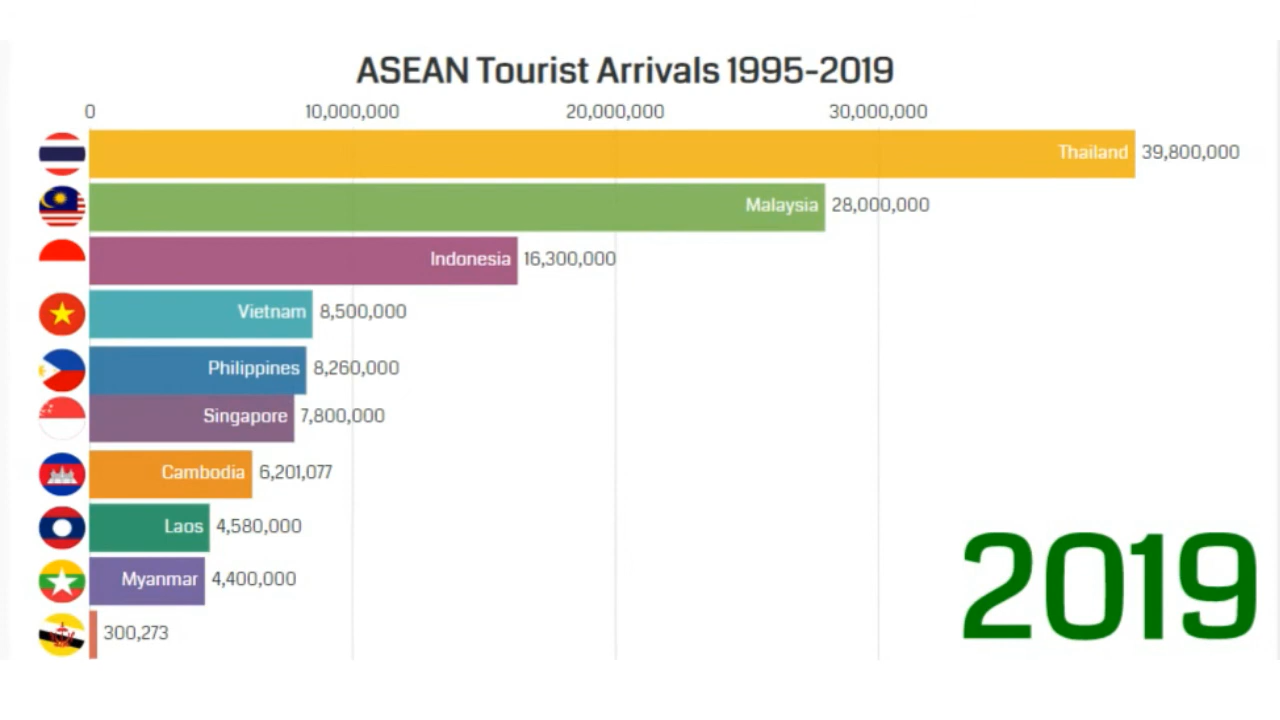 ASEAN Tourist Arrivals 1995-2019
0 10,000,000 20,000,000 30,000,000
Thailand 39,800,000
Malaysia 28,000,000
Indonesia 16,300,000
Vietnam 8,500,000
Philippines 8,260,000
Singapore 7,800,000
Cambodia 6,201,077
Laos 4,580,000
Myanmar 4,400,000
300,273
2019